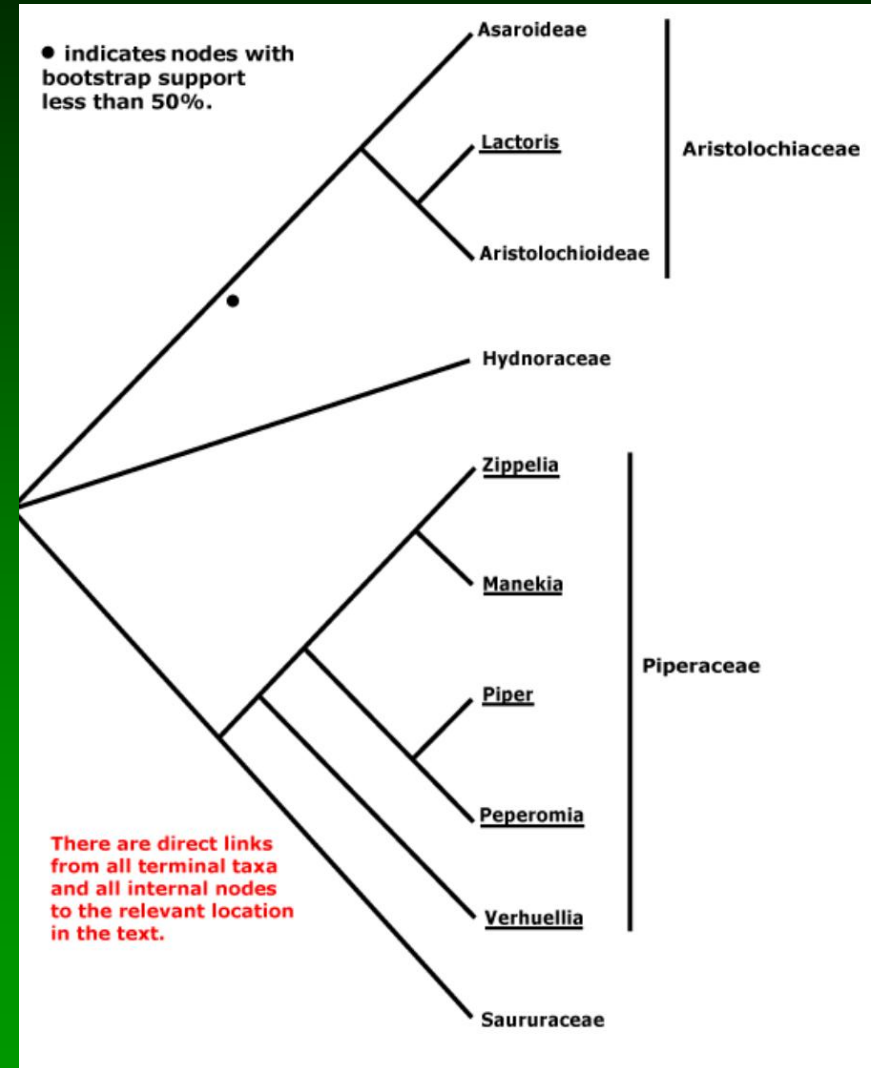 Asaroideae
● indicates nodes with
bootstrap support
less than 50%.
Lactoris
Aristolochiaceae
Aristolochioideae
Hydnoraceae
Zippelia
Manekia
Piperaceae
Piper
Peperomia
There are direct links
from all terminal taxa
and all internal nodes
to the relevant location
in the text.
Verhuellia
Saururaceae